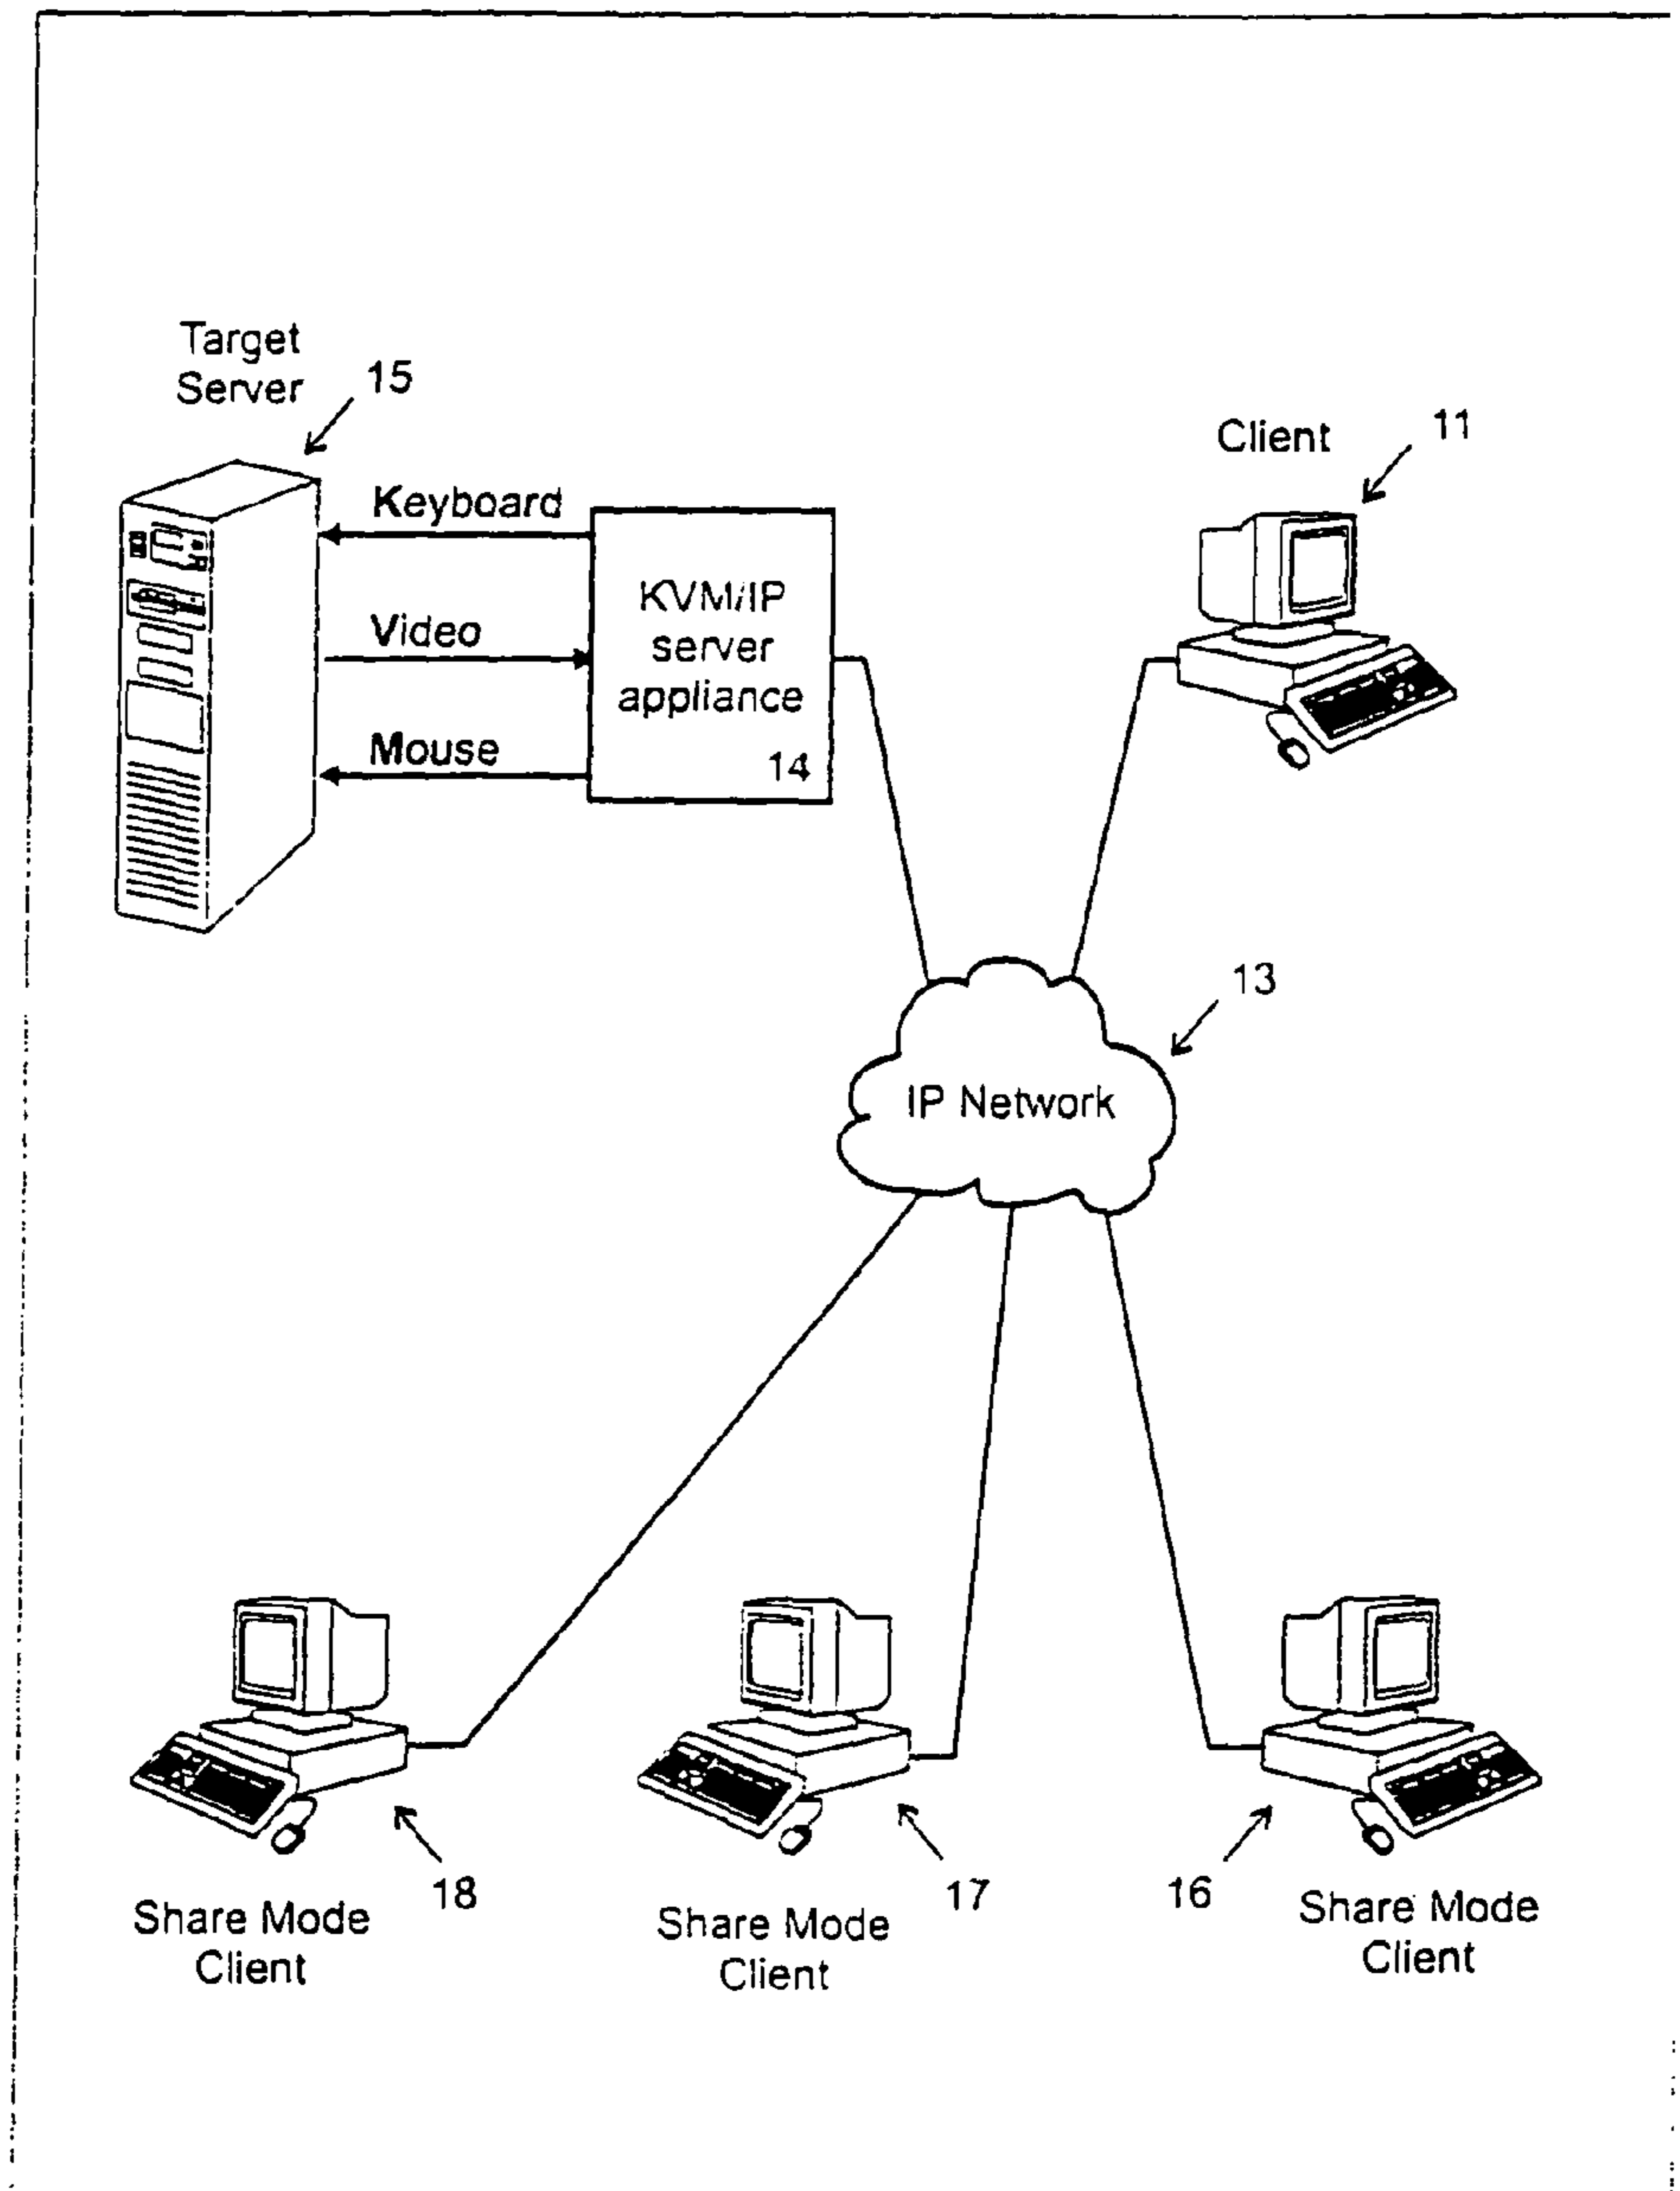 Target
Server
15
Client
11
Keyboard
Video
Mouse
KVM/IP
server
appliance
14
13
IP Network
18
Share Mode
Client
17
Share Mode
Client
16
Share Mode
Client